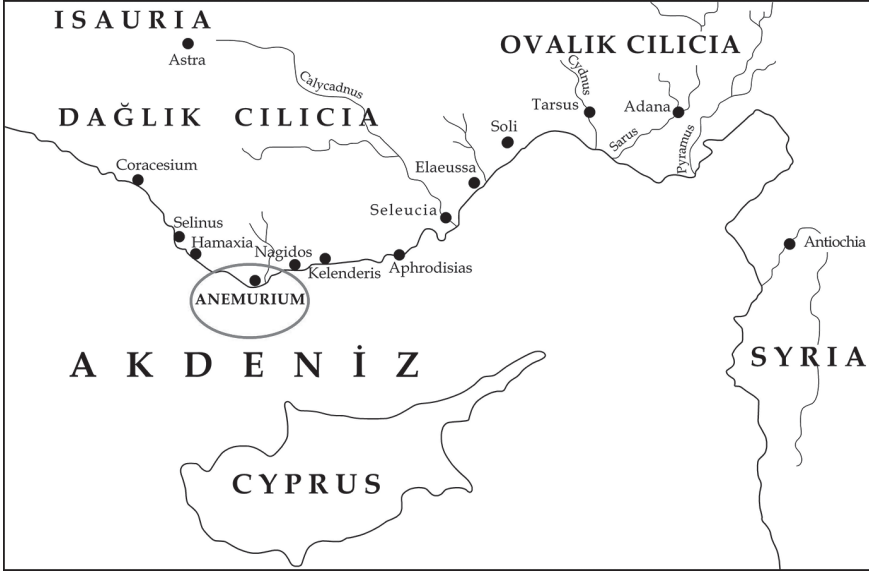 ISAURIA
Astra
Calycadnus
OVALIK CILICIA
Cydnus
Tarsus
Adana
Sarus
Pyramus
DAĞLIK CILICIA
Soli
Coracesium
Elaeussa
Seleucia
Selinus
Hamaxia
Nagidos
Kelenderis
Aphrodisias
Antiochia
ANEMURIUM
AKDENİZ
SYRIA
CYPRUS